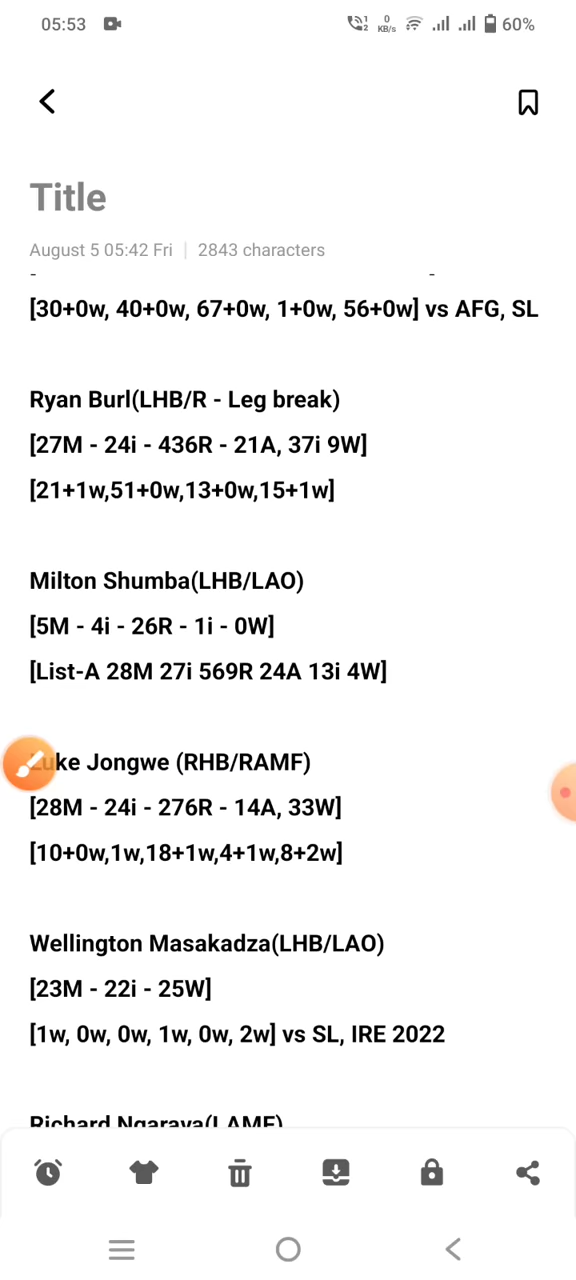 05:53
0
KB/s
60%
Title
August 5 05:42 Fri | 2843 characters
[30+0w, 40+0w, 67+0w, 1+0w, 56+0w] vs AFG, SL
Ryan Burl(LHB/R - Leg break)
[27M - 24i - 436R - 21A, 37i 9W]
[21+1w,51+0w,13+0w,15+1w]
Milton Shumba(LHB/LAO)
[5M - 4i - 26R - 1i - 0W]
[List-A 28M 27i 569R 24A 13i 4W]
Luke Jongwe (RHB/RAMF)
[28M - 24i - 276R - 14A, 33W]
[10+0w,1w,18+1w,4+1w,8+2w]
Wellington Masakadza(LHB/LAO)
[23M - 22i - 25W]
[1w, 0w, 0w, 1w, 0w, 2w] vs SL, IRE 2022
Richard Ngarava(LAMF)